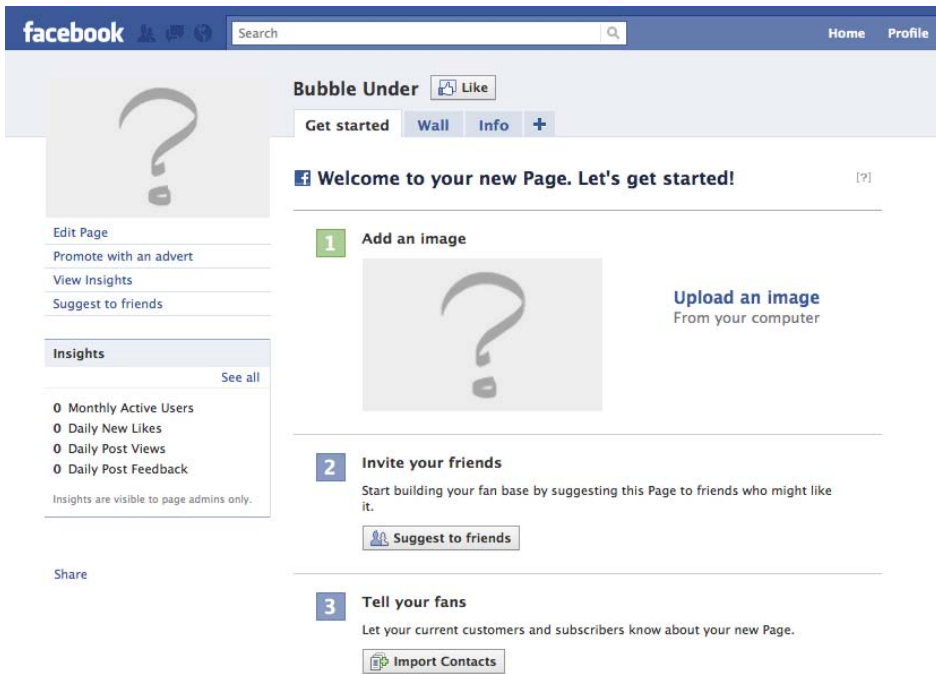 facebook
Search
Home Profile
Bubble Under Like
Get started Wall Info +
Welcome to your new Page. Let's get started! [?]
Edit Page
Promote with an advert
View Insights
Suggest to friends
Insights
See all
0 Monthly Active Users
0 Daily New Likes
0 Daily Post Views
0 Daily Post Feedback
Insights are visible to page admins only.
Share
1 Add an image
Upload an image
From your computer
2 Invite your friends
Start building your fan base by suggesting this Page to friends who might like
it.
Suggest to friends
3 Tell your fans
Let your current customers and subscribers know about your new Page.
Import Contacts